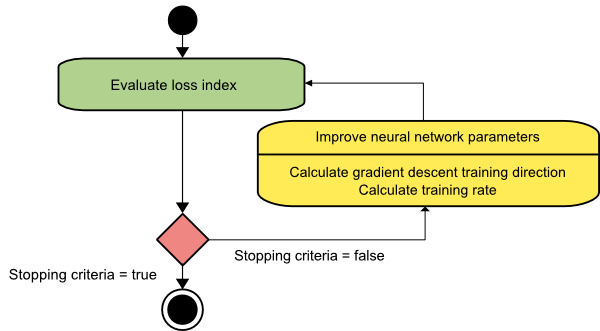 Evaluate loss index
Improve neural network parameters
Calculate gradient descent training direction
Calculate training rate
Stopping criteria = false
Stopping criteria = true